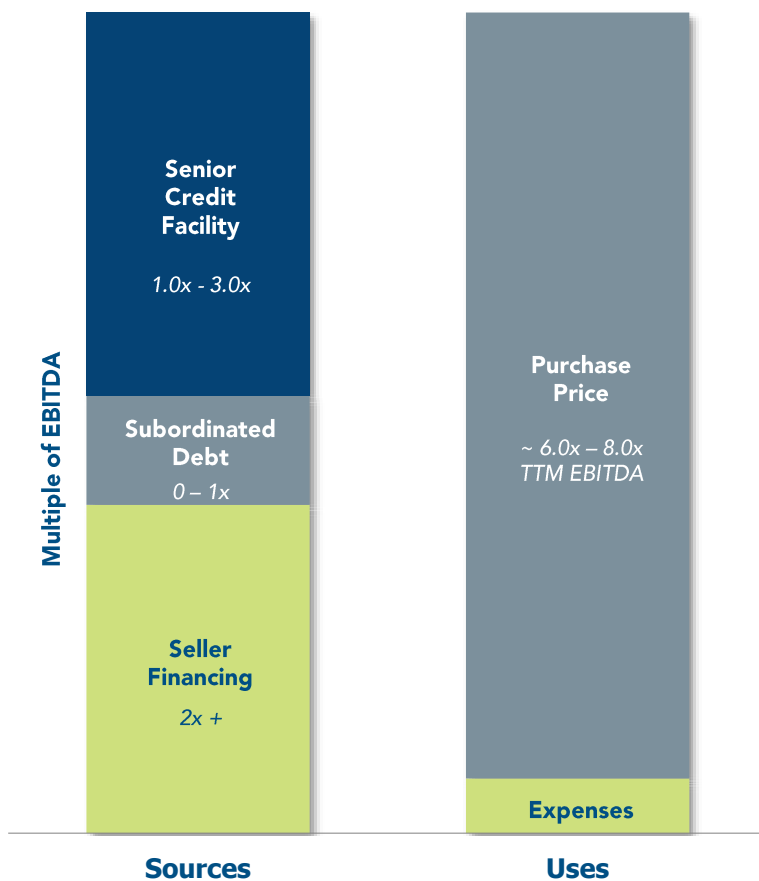 Multiple of EBITDA
Senior
Credit
Facility
1.0x - 3.0x
Subordinated
Debt
0 – 1x
Seller
Financing
2x +
Sources
Purchase
Price
~ 6.0x – 8.0x
TTM EBITDA
Expenses
Uses